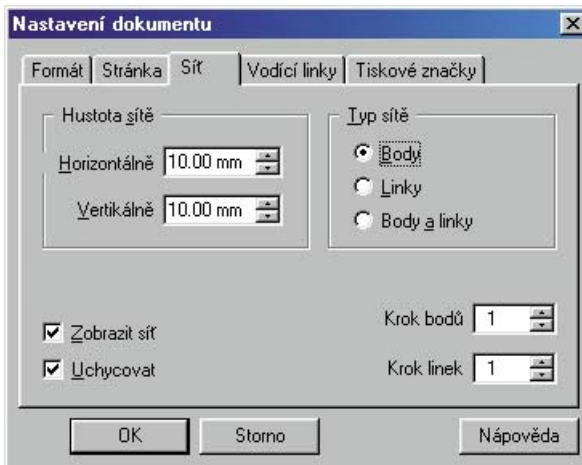 Nastavení dokumentu
Formát Stránka Síť Vodící linky Tiskové značky
Hustota sítě
Horizontálně 10.00 mm
Vertikálně 10.00 mm
Typ sítě
Body
Linky
Body a linky
Zobrazit síť
Uchycovat
Krok bodů 1
Krok linek 1
OK Storno Nápověda